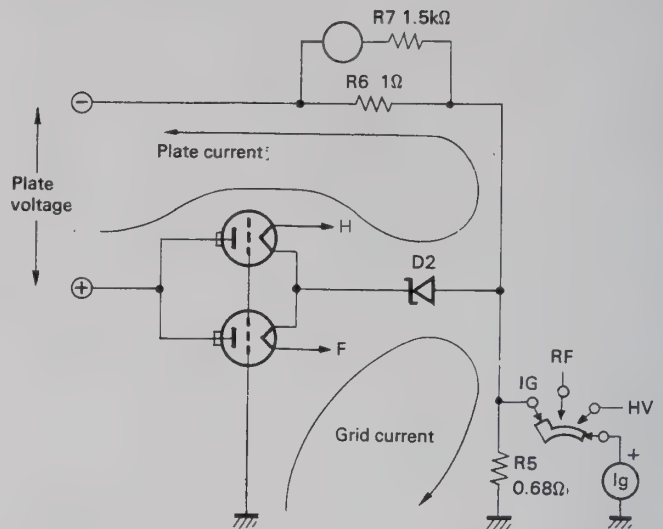 R7 1.5kΩ
R6 1Ω
−
Plate current
Plate
voltage
H
D2
+
F
RF
IG
HV
Grid current
+
R5
0.68Ω
Ig